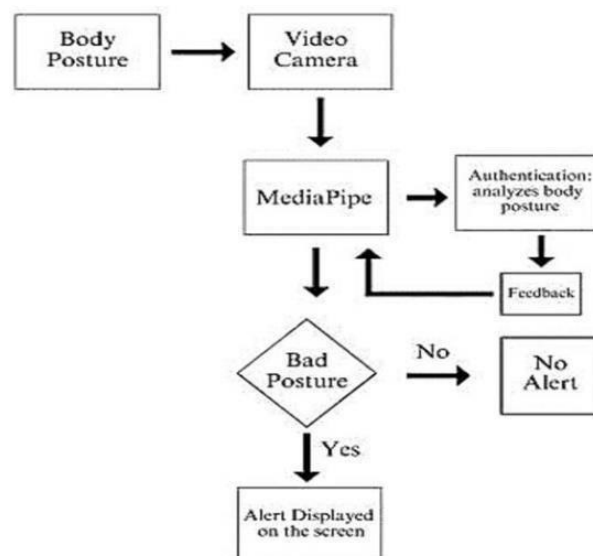 Body
Posture
Video
Camera
MediaPipe
Authentication:
analyzes body
posture
Feedback
Bad
Posture
No
No
Alert
Yes
Alert Displayed
on the screen